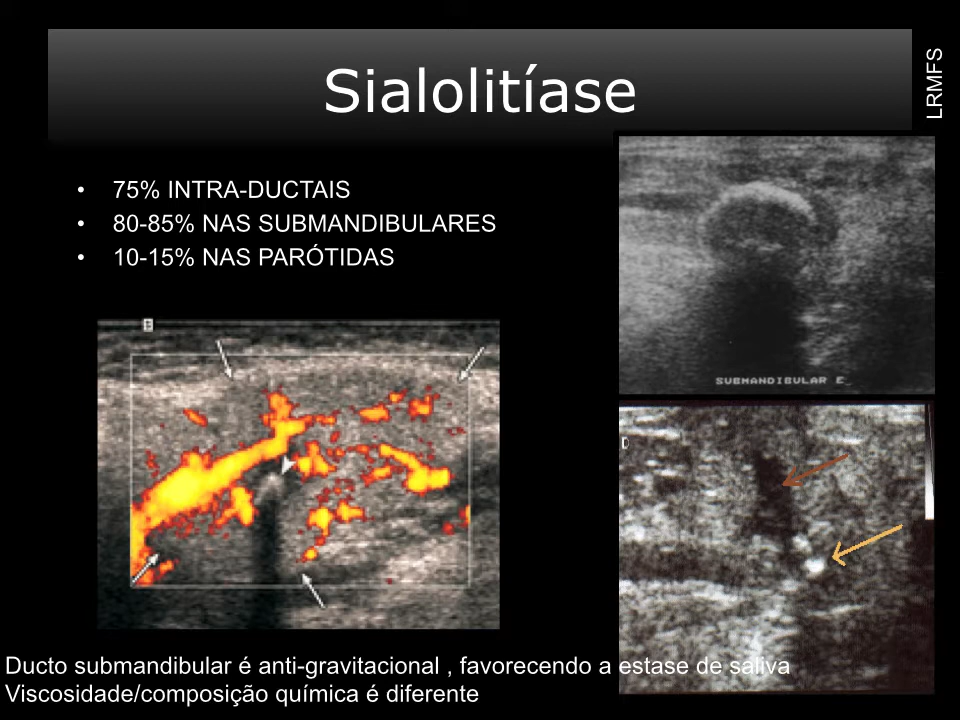 Sialolitíase
LRMFS
• 75% INTRA-DUCTAIS
• 80-85% NAS SUBMANDIBULARES
• 10-15% NAS PARÓTIDAS
SUBMANDIBULAR E
D
Ducto submandibular é anti-gravitacional , favorecendo a estase de saliva
Viscosidade/composição química é diferente